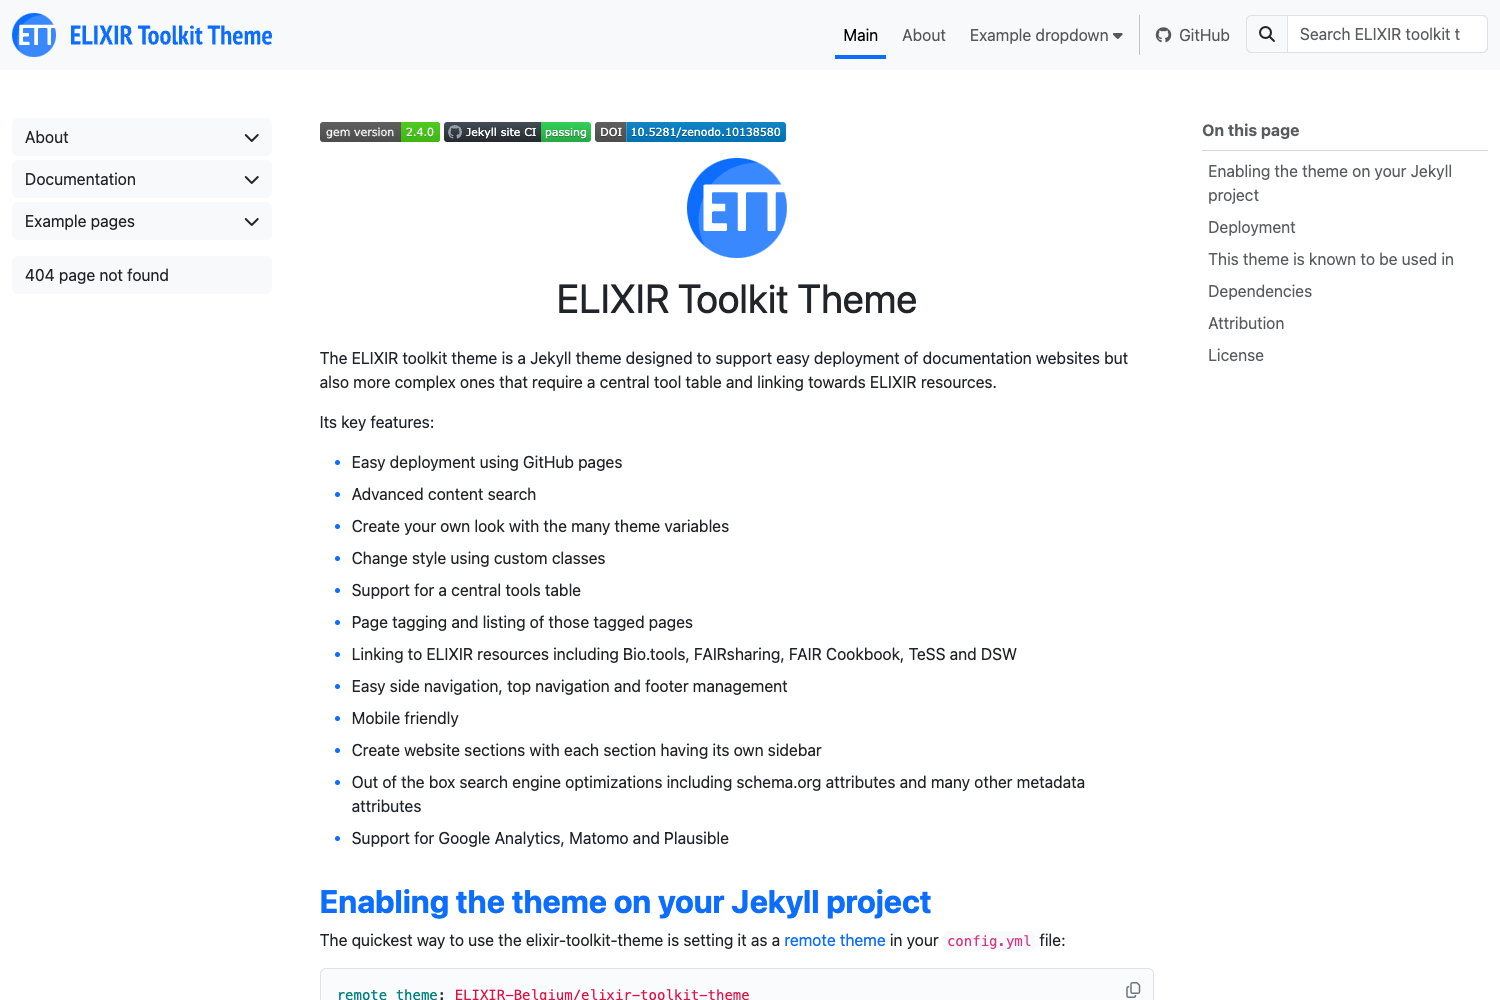 ETT ELIXIR Toolkit Theme
Main About Example dropdown GitHub Search ELIXIR toolkit t
About
Documentation
Example pages
404 page not found
gem version 2.4.0 Jekyll site CI passing DOI 10.5281/zenodo.10138580
ETT
ELIXIR Toolkit Theme
The ELIXIR toolkit theme is a Jekyll theme designed to support easy deployment of documentation websites but
also more complex ones that require a central tool table and linking towards ELIXIR resources.
Its key features:
Easy deployment using GitHub pages
Advanced content search
Create your own look with the many theme variables
Change style using custom classes
Support for a central tools table
Page tagging and listing of those tagged pages
Linking to ELIXIR resources including Bio.tools, FAIRsharing, FAIR Cookbook, TeSS and DSW
Easy side navigation, top navigation and footer management
Mobile friendly
Create website sections with each section having its own sidebar
Out of the box search engine optimizations including schema.org attributes and many other metadata
attributes
Support for Google Analytics, Matomo and Plausible
Enabling the theme on your Jekyll project
The quickest way to use the elixir-toolkit-theme is setting it as a remote theme in your config.yml file:
remote_theme: ELIXIR-Belgium/elixir-toolkit-theme
On this page
Enabling the theme on your Jekyll
project
Deployment
This theme is known to be used in
Dependencies
Attribution
License